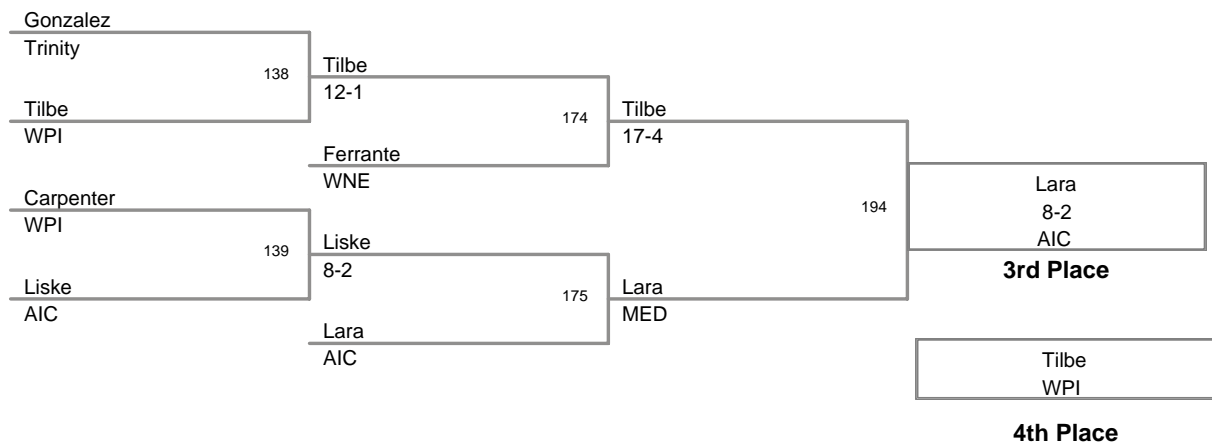 Gonzalez
Trinity
138
Tilbe
WPI
Tilbe
12-1
174
Ferrante
WNE
Tilbe
17-4
Carpenter
WPI
139
Liske
AIC
Liske
8-2
175
Lara
AIC
Lara
MED
194
Lara
8-2
AIC
3rd Place
Tilbe
WPI
4th Place